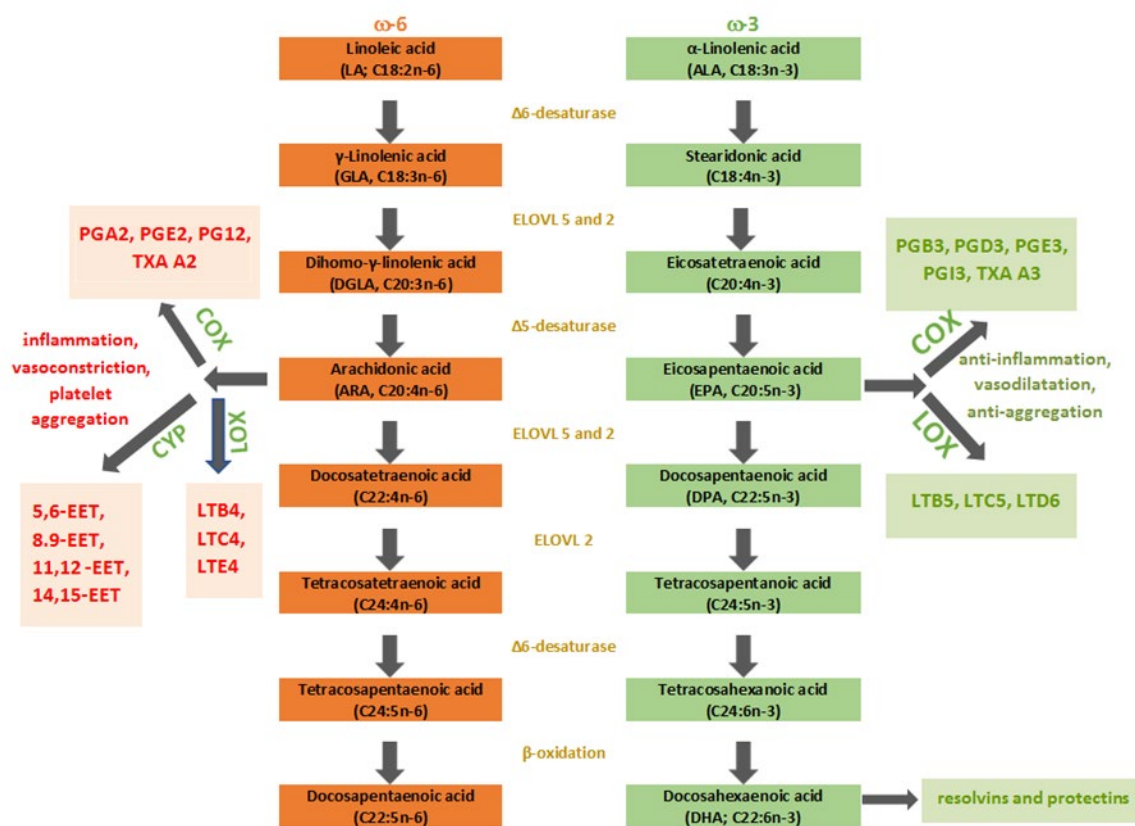 ω-6
ω-3
Linoleic acid
(LA; C18:2n-6)
α-Linolenic acid
(ALA, C18:3n-3)
Δ6-desaturase
γ-Linolenic acid
(GLA, C18:3n-6)
Stearidonic acid
(C18:4n-3)
ELOVL 5 and 2
PGA2, PGE2, PG12,
TXA A2
Dihomo-γ-linolenic acid
(DGLA, C20:3n-6)
Eicosatetraenoic acid
(C20:4n-3)
PGB3, PGD3, PGE3,
PGI3, TXA A3
Δ5-desaturase
COX
COX
inflammation,
vasoconstriction,
platelet
aggregation
Arachidonic acid
(ARA, C20:4n-6)
Eicosapentaenoic acid
(EPA, C20:5n-3)
anti-inflammation,
vasodilatation,
anti-aggregation
CYP
LOX
ELOVL 5 and 2
LOX
Docosatetraenoic acid
(C22:4n-6)
Docosapentaenoic acid
(DPA, C22:5n-3)
5,6-EET,
8.9-EET,
11,12 -EET,
14,15-EET
LTB4,
LTC4,
LTE4
LTB5, LTC5, LTD6
ELOVL 2
Tetracosatetraenoic acid
(C24:4n-6)
Tetracosapentanoic acid
(C24:5n-3)
Δ6-desaturase
Tetracosapentaenoic acid
(C24:5n-6)
Tetracosahexanoic acid
(C24:6n-3)
β-oxidation
Docosapentaenoic acid
(C22:5n-6)
Docosahexaenoic acid
(DHA; C22:6n-3)
resolvins and protectins